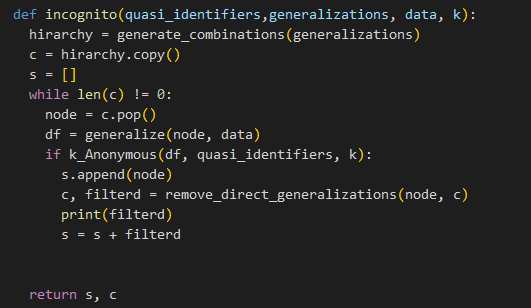 def incognito(quasi_identifiers,generalizations, data, k):
  hirarchy = generate_combinations(generalizations)
  c = hirarchy.copy()
  s = []
  while len(c) != 0:
    node = c.pop()
    df = generalize(node, data)
    if k_Anonymous(df, quasi_identifiers, k):
      s.append(node)
      c, filterd = remove_direct_generalizations(node, c)
      print(filterd)
      s = s + filterd
  return s, c